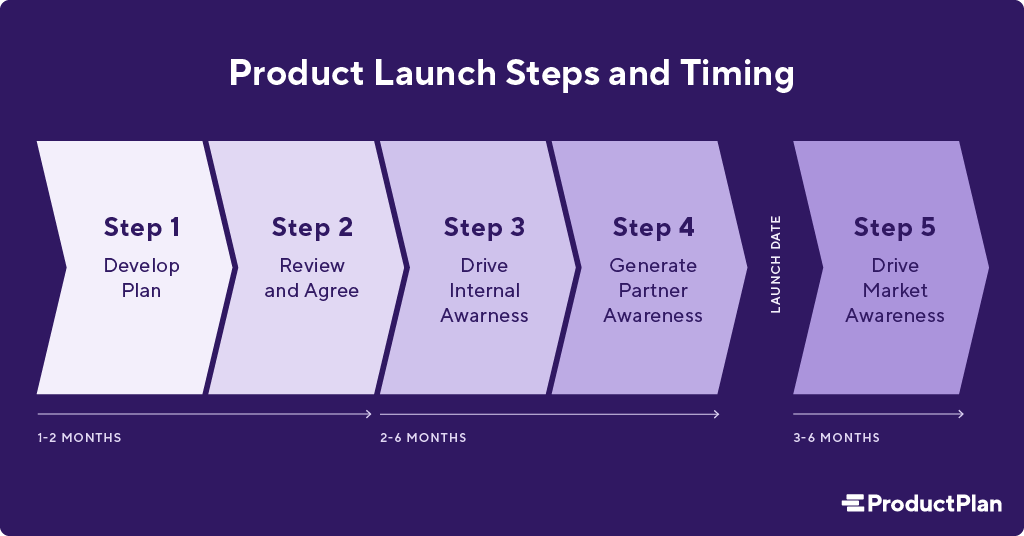 Product Launch Steps and Timing
Step 1
Develop
Plan
Step 2
Review
and Agree
Step 3
Drive
Internal
Awarness
Step 4
Generate
Partner
Awareness
LAUNCH DATE
Step 5
Drive
Market
Awareness
1-2 MONTHS
2-6 MONTHS
3-6 MONTHS
ProductPlan